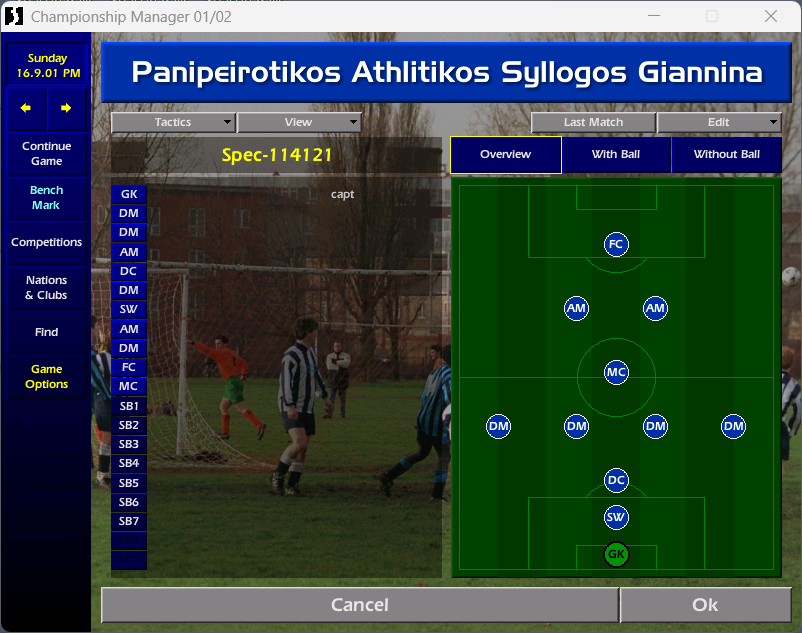 Championship Manager 01/02
Sunday
16.9.01 PM
Continue
Game
Bench
Mark
Competitions
Nations
& Clubs
Find
Game
Options
Panipeirotikos Athlitikos Syllogos Giannina
Tactics
View
Last Match
Edit
Spec-114121
Overview
With Ball
Without Ball
GK capt
DM
DM
AM
DC
DM
SW
AM
DM
FC
MC
SB1
SB2
SB3
SB4
SB5
SB6
SB7
FC
AM AM
MC
DM DM DM DM
DC
SW
GK
Cancel
Ok